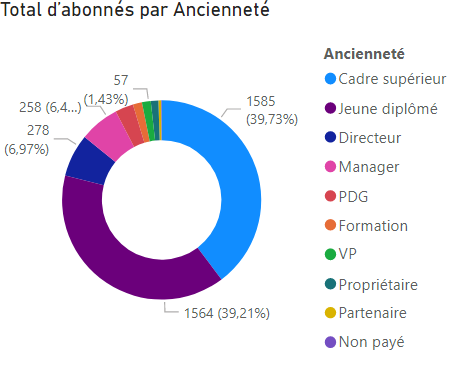 Total d'abonnés par Ancienneté
57
(1,43%)
258 (6,4...)
278
(6,97%)
1585
(39,73%)
1564 (39,21%)
Ancienneté
Cadre supérieur
Jeune diplômé
Directeur
Manager
PDG
Formation
VP
Propriétaire
Partenaire
Non payé